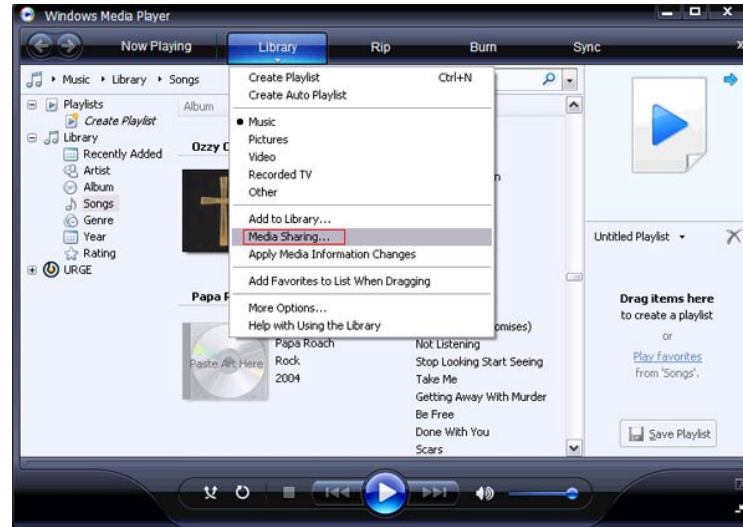 Windows Media Player
Now Playing Library Rip Burn Sync
Music Library Songs
Create Playlist Ctrl+N
Create Auto Playlist
Music
Pictures
Video
Recorded TV
Other
Add to Library...
Media Sharing...
Apply Media Information Changes
Add Favorites to List When Dragging
More Options...
Help with Using the Library
Playlists
Create Playlist
Library
Recently Added
Artist
Album
Songs
Genre
Year
Rating
URGE
Album
Ozzy
Papa
Paste Art Here
Papa Roach
Rock
2004
Not Listening
Stop Looking Start Seeing
Take Me
Getting Away With Murder
Be Free
Done With You
Scars
Untitled Playlist
Drag items here
to create a playlist
or
Play favorites
from 'Songs'.
Save Playlist